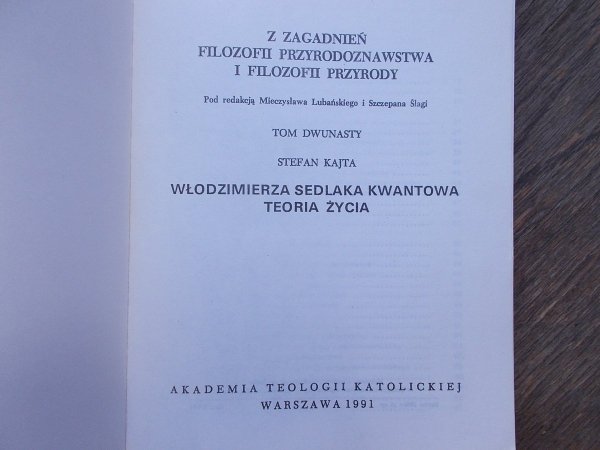 Z ZAGADNIEŃ
FILOZOFII PRZYRODOZNAWSTWA
I FILOZOFII PRZYRODY
Pod redakcją Mieczysława Lubańskiego i Szczepana Ślagi
TOM DWUNASTY
STEFAN KAJTA
WŁODZIMIERZA SEDLAKA KWANTOWA
TEORIA ŻYCIA
AKADEMIA TEOLOGII KATOLICKIEJ
WARSZAWA 1991